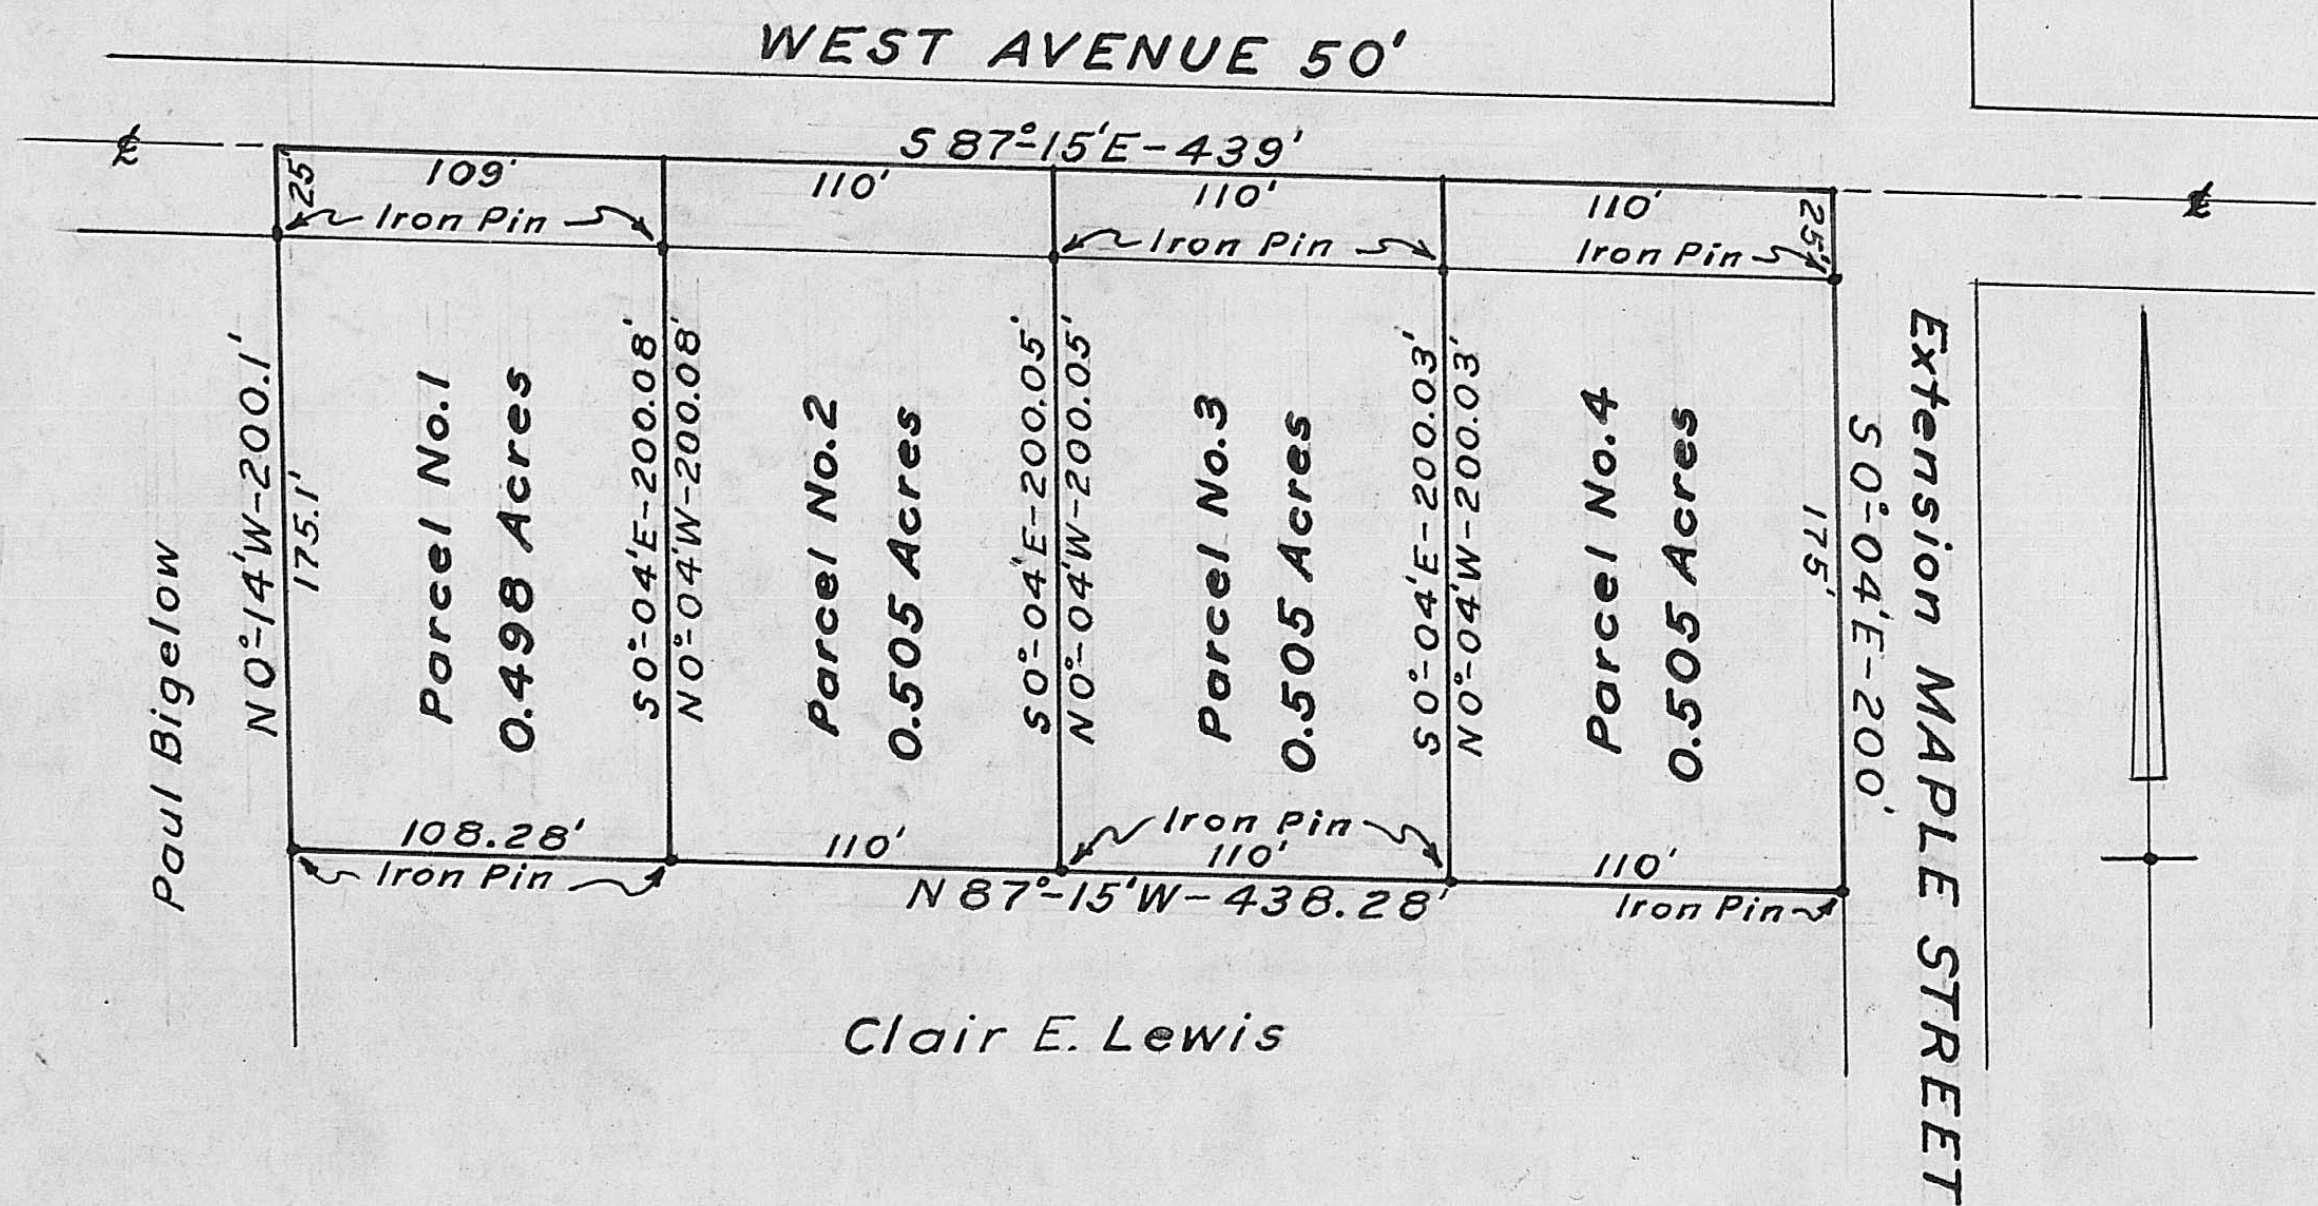 WEST AVENUE 50'
℄
S 87°-15'E-439'
℄
25'
109'
110'
110'
110'
25'
Iron Pin
Iron Pin
Iron Pin
Paul Bigelow
N 0°-14'W-200.1'
175.1'
Parcel No.1
0.498 Acres
S 0°-04'E-200.08'
N 0°-04'W-200.08'
Parcel No.2
0.505 Acres
S 0°-04'E-200.05'
N 0°-04'W-200.05'
Parcel No.3
0.505 Acres
S 0°-04'E-200.03'
N 0°-04'W-200.03'
Parcel No.4
0.505 Acres
175'
S 0°-04'E-200'
Extension MAPLE STREET
108.28'
Iron Pin
110'
Iron Pin
110'
110'
Iron Pin
N 87°-15'W-438.28'
Clair E. Lewis